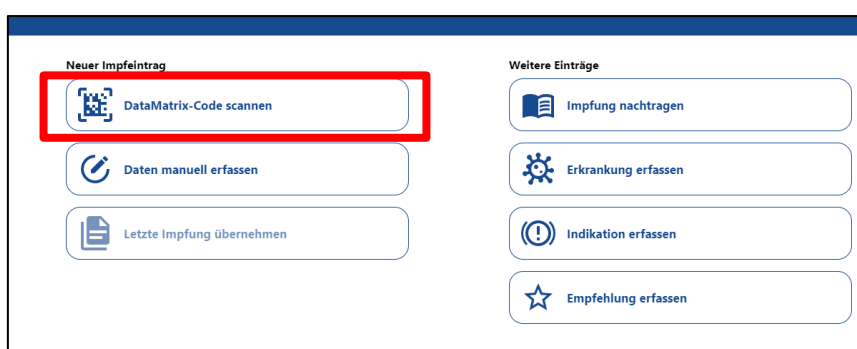 Neuer Impfeintrag
DataMatrix-Code scannen
Daten manuell erfassen
Letzte Impfung übernehmen
Weitere Einträge
Impfung nachtragen
Erkrankung erfassen
Indikation erfassen
Empfehlung erfassen